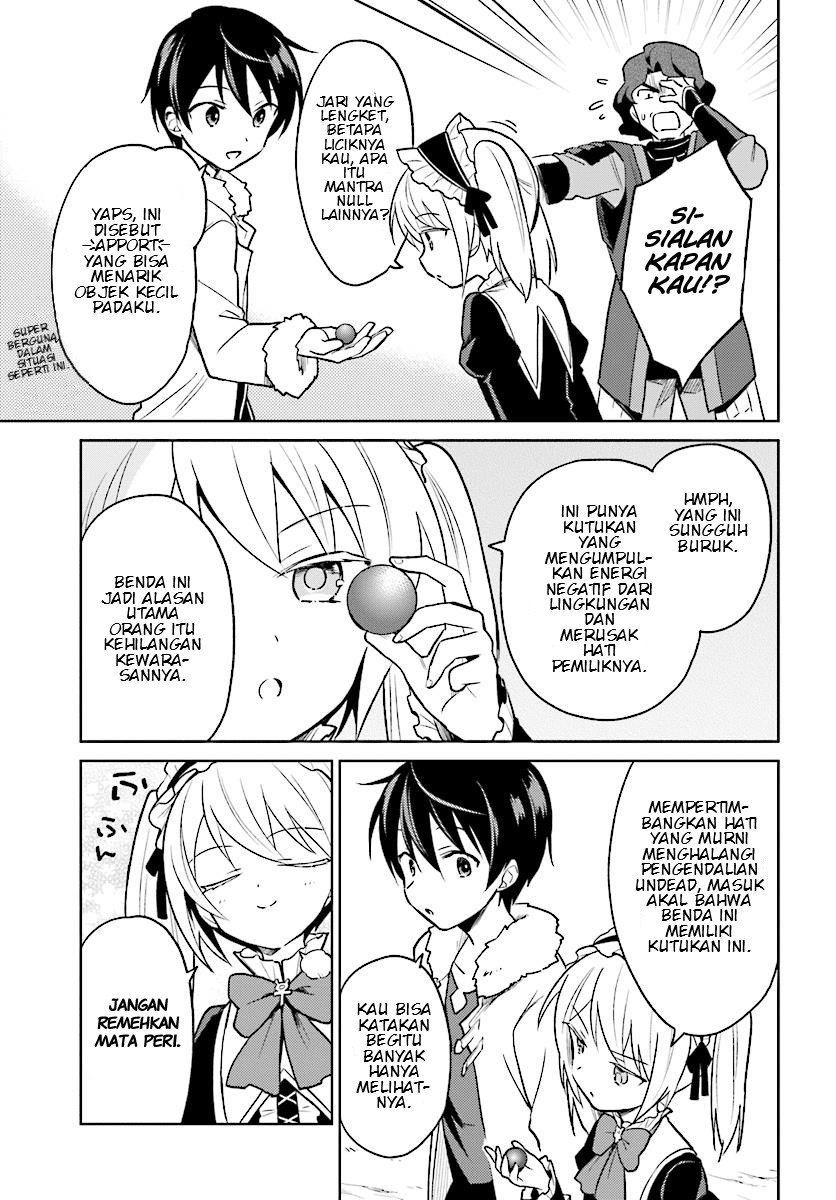 SI-
SIALAN
KAPAN
KAU!?
JARI YANG
LENGKET,
BETAPA
LICIKNYA
KAU, APA
ITU
MANTRA
NULL
LAINNYA?
YAPS, INI
DISEBUT
-›APPORT‹-
YANG BISA
MENARIK
OBJEK KECIL
PADAKU.
SUPER
BERGUNA
DALAM
SITUASI
SEPERTI INI.
HMPH,
YANG INI
SUNGGUH
BURUK.
INI PUNYA
KUTUKAN
YANG
MENGUMPUL-
KAN ENERGI
NEGATIF DARI
LINGKUNGAN
DAN
MERUSAK
HATI
PEMILIKNYA.
BENDA INI
JADI ALASAN
UTAMA
ORANG ITU
KEHILANGAN
KEWARA-
SANNYA.
MEMPERTIM-
BANGKAN HATI
YANG MURNI
MENGHALANGI
PENGENDALIAN
UNDEAD, MASUK
AKAL BAHWA
BENDA INI
MEMILIKI
KUTUKAN INI.
KAU BISA
KATAKAN
BEGITU
BANYAK
HANYA
MELIHAT-
NYA.
ふふふ
JANGAN
REMEHKAN
MATA PERI.